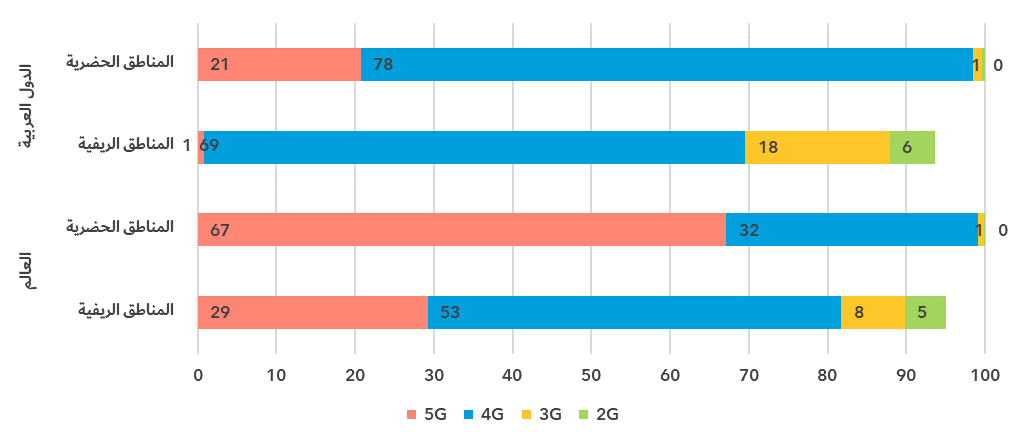 الدول العربية
المناطق الحضرية 21 78 1 0
المناطق الريفية 1 69 18 6
العالم
المناطق الحضرية 67 32 1 0
المناطق الريفية 29 53 8 5
0 10 20 30 40 50 60 70 80 90 100
5G 4G 3G 2G